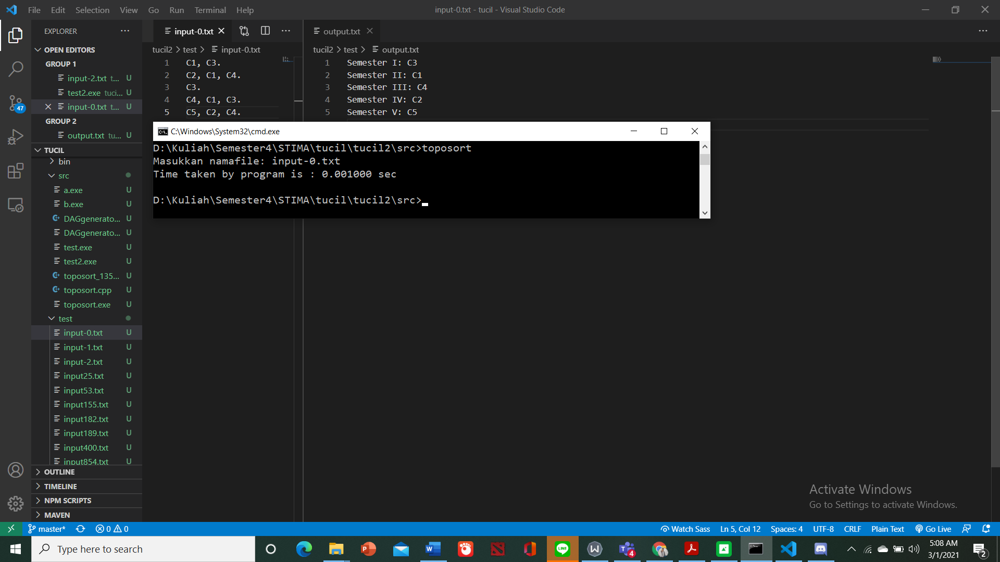 File Edit Selection View Go Run Terminal Help
input-0.txt - tucil - Visual Studio Code
EXPLORER
OPEN EDITORS
GROUP 1
input-2.txt t... U
test2.exe tuci... U
input-0.txt t... U
GROUP 2
output.txt tu... U
TUCIL
bin
src
a.exe U
b.exe U
DAGgenerato... U
DAGgenerato... U
test.exe U
test2.exe U
toposort_135... U
toposort.cpp U
toposort.exe U
test
input-0.txt U
input-1.txt U
input-2.txt U
input25.txt U
input53.txt U
input155.txt U
input182.txt U
input189.txt U
input400.txt U
input854.txt U
OUTLINE
TIMELINE
NPM SCRIPTS
MAVEN
47
input-0.txt
tucil2 > test > input-0.txt
1 C1, C3.
2 C2, C1, C4.
3 C3.
4 C4, C1, C3.
5 C5, C2, C4.
output.txt
tucil2 > test > output.txt
1 Semester I: C3
2 Semester II: C1
3 Semester III: C4
4 Semester IV: C2
5 Semester V: C5
C:\Windows\System32\cmd.exe
D:\Kuliah\Semester4\STIMA\tucil\tucil2\src>toposort
Masukkan namafile: input-0.txt
Time taken by program is : 0.001000 sec
D:\Kuliah\Semester4\STIMA\tucil\tucil2\src>
Activate Windows
Go to Settings to activate Windows.
master* 0 0
Watch Sass Ln 5, Col 12 Spaces: 4 UTF-8 CRLF Plain Text Go Live
Type here to search
LINE
4
5:08 AM
3/1/2021
2